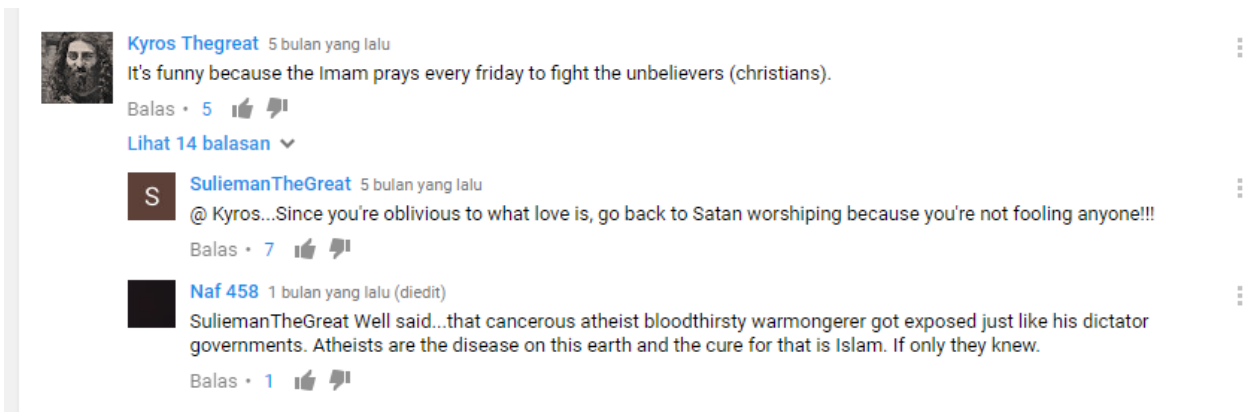 Kyros Thegreat 5 bulan yang lalu
It's funny because the Imam prays every friday to fight the unbelievers (christians).
Balas • 5
Lihat 14 balasan
S
SuliemanTheGreat 5 bulan yang lalu
@ Kyros...Since you're oblivious to what love is, go back to Satan worshiping because you're not fooling anyone!!!
Balas • 7
Naf 458 1 bulan yang lalu (diedit)
SuliemanTheGreat Well said...that cancerous atheist bloodthirsty warmongerer got exposed just like his dictator
governments. Atheists are the disease on this earth and the cure for that is Islam. If only they knew.
Balas • 1